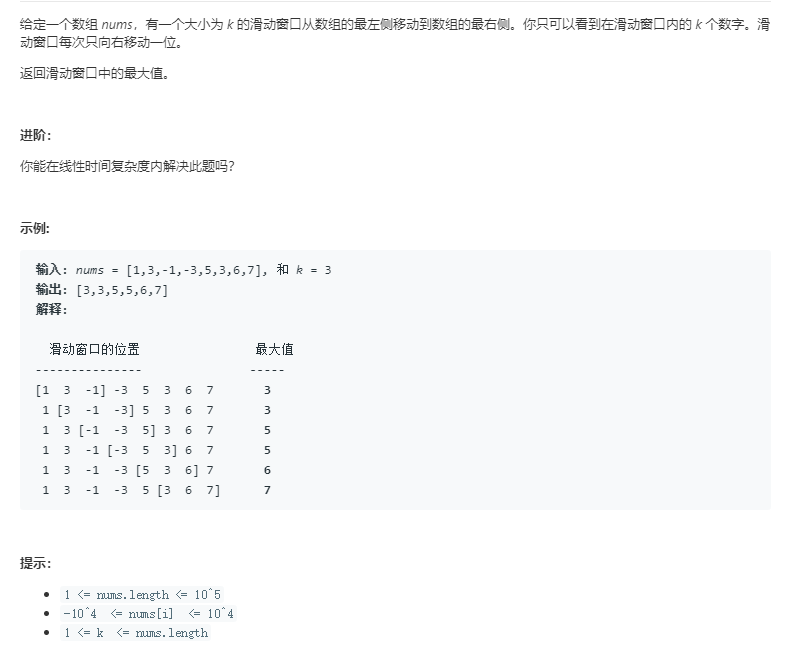 给定一个数组 nums，有一个大小为 k 的滑动窗口从数组的最左侧移动到数组的最右侧。你只可以看到在滑动窗口内的 k 个数字。滑
动窗口每次只向右移动一位。
返回滑动窗口中的最大值。
进阶：
你能在线性时间复杂度内解决此题吗？
示例:
输入: nums = [1,3,-1,-3,5,3,6,7], 和 k = 3
输出: [3,3,5,5,6,7]
解释:
滑动窗口的位置 最大值
--------------- -----
[1 3 -1] -3 5 3 6 7 3
1 [3 -1 -3] 5 3 6 7 3
1 3 [-1 -3 5] 3 6 7 5
1 3 -1 [-3 5 3] 6 7 5
1 3 -1 -3 [5 3 6] 7 6
1 3 -1 -3 5 [3 6 7] 7
提示：
1 <= nums.length <= 10^5
-10^4 <= nums[i] <= 10^4
1 <= k <= nums.length